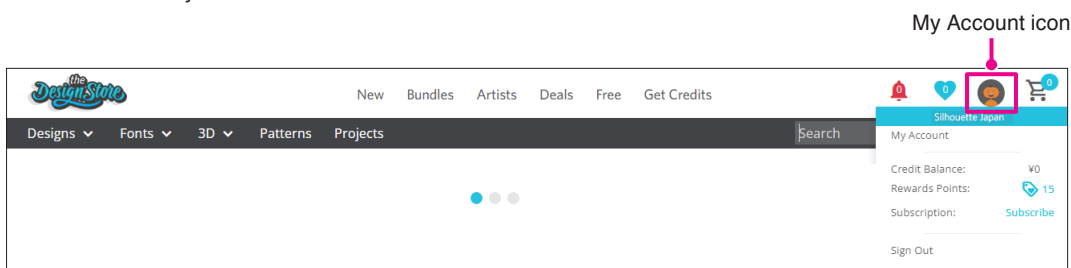 My Account icon
the
Design Store
New Bundles Artists Deals Free Get Credits
0 0 0
Silhouette Japan
Designs Fonts 3D Patterns Projects
Search
My Account
Credit Balance: ¥0
Rewards Points: 15
Subscription: Subscribe
Sign Out